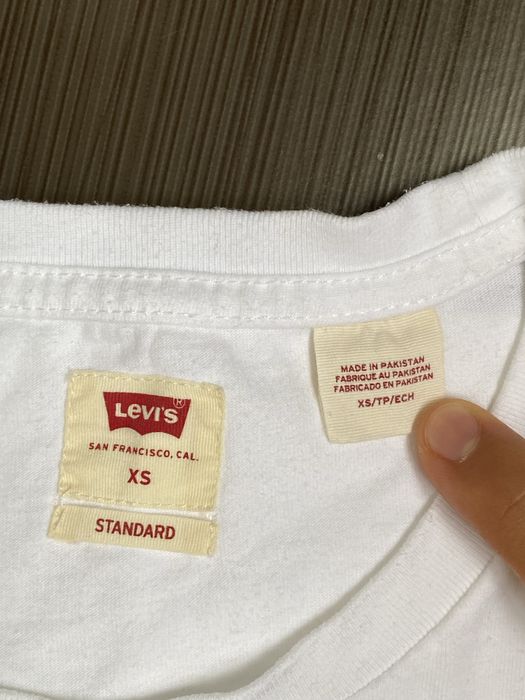 Levi's®
SAN FRANCISCO, CAL.
XS
STANDARD
MADE IN PAKISTAN
FABRIQUE AU PAKISTAN
FABRICADO EN PAKISTAN
XS/TP/ECH